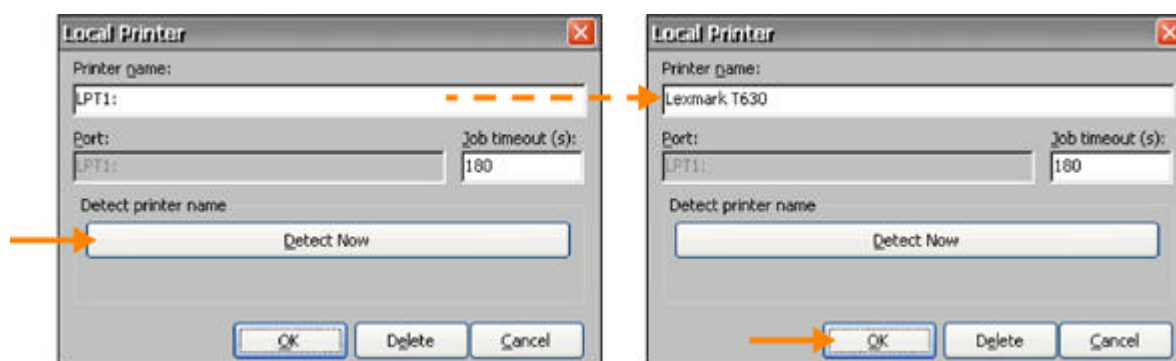 Local Printer
Printer name:
LPT1:
Port:
Job timeout (s):
LPT1:
180
Detect printer name
Detect Now
OK
Delete
Cancel
Local Printer
Printer name:
Lexmark T630
Port:
Job timeout (s):
LPT1:
180
Detect printer name
Detect Now
OK
Delete
Cancel